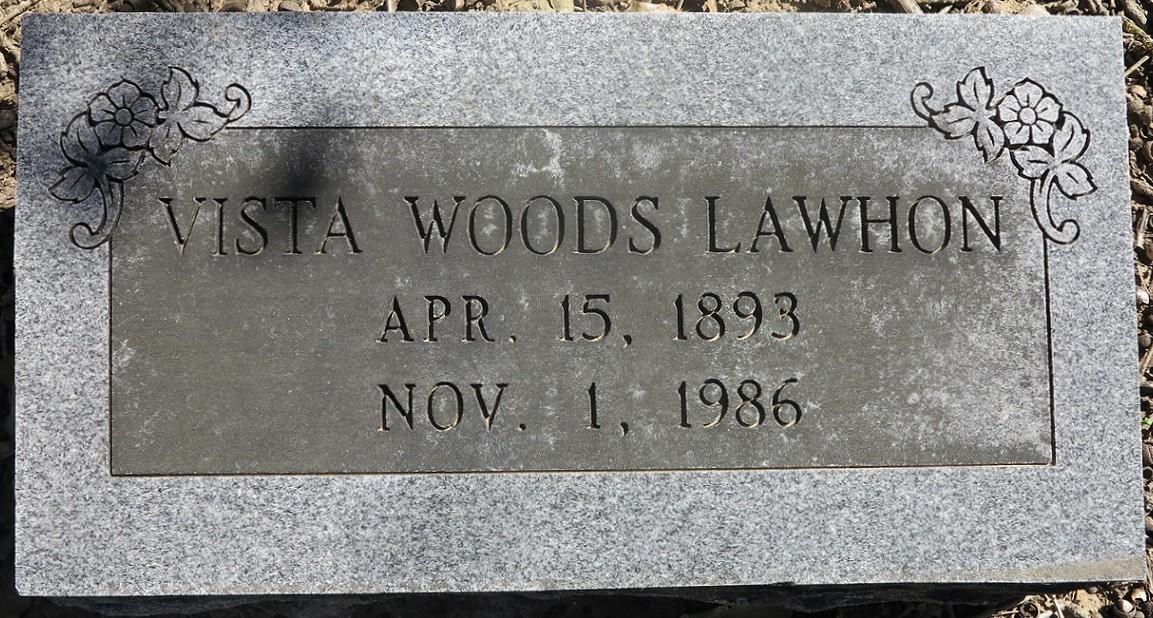 VISTA WOODS LAWHON
APR. 15, 1893
NOV. 1, 1986